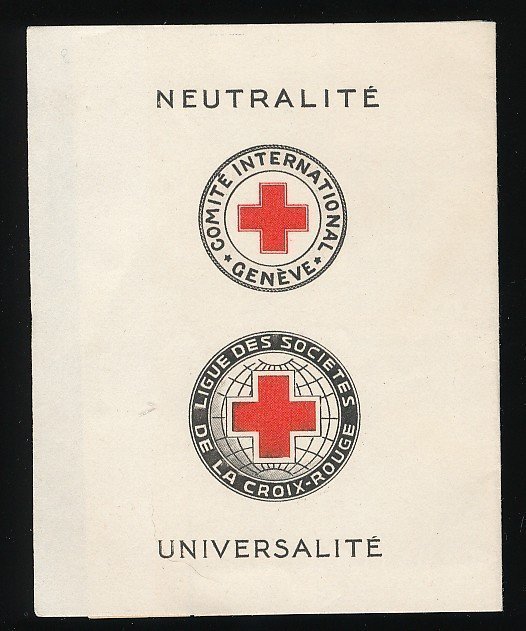 NEUTRALITÉ
COMITÉ INTERNATIONAL
* GENÈVE *
LIGUE DES SOCIETES
DE LA CROIX-ROUGE
UNIVERSALITÉ